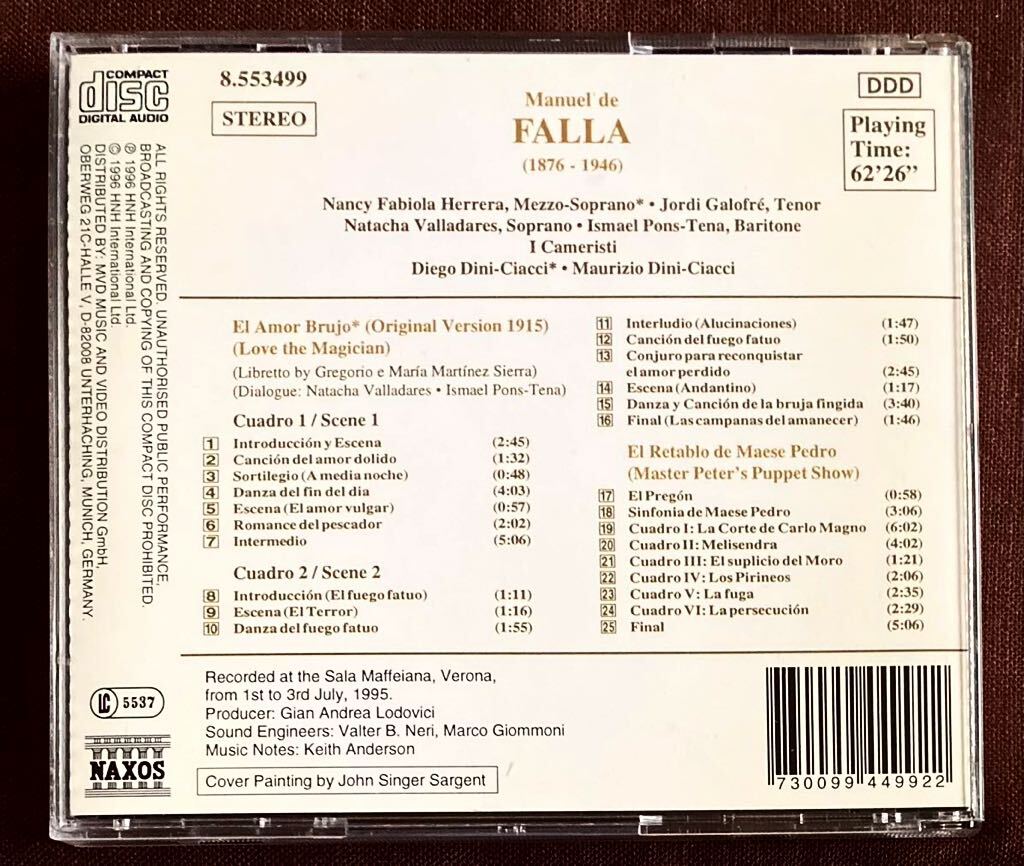 COMPACT
disc
DIGITAL AUDIO
8.553499
STEREO
Manuel de
FALLA
(1876 - 1946)
DDD
Playing
Time:
62'26"
Nancy Fabiola Herrera, Mezzo-Soprano* • Jordi Galofré, Tenor
Natacha Valladares, Soprano • Ismael Pons-Tena, Baritone
I Cameristi
Diego Dini-Ciacci* • Maurizio Dini-Ciacci
El Amor Brujo* (Original Version 1915)
(Love the Magician)
(Libretto by Gregorio e María Martínez Sierra)
(Dialogue: Natacha Valladares • Ismael Pons-Tena)
Cuadro 1 / Scene 1
1 Introducción y Escena (2:45)
2 Canción del amor dolido (1:32)
3 Sortilegio (A media noche) (0:48)
4 Danza del fin del dia (4:03)
5 Escena (El amor vulgar) (0:57)
6 Romance del pescador (2:02)
7 Intermedio (5:06)
Cuadro 2 / Scene 2
8 Introducción (El fuego fatuo) (1:11)
9 Escena (El Terror) (1:16)
10 Danza del fuego fatuo (1:55)
11 Interludio (Alucinaciones) (1:47)
12 Canción del fuego fatuo (1:50)
13 Conjuro para reconquistar
el amor perdido (2:45)
14 Escena (Andantino) (1:17)
15 Danza y Canción de la bruja fingida (3:40)
16 Final (Las campanas del amanecer) (1:46)
El Retablo de Maese Pedro
(Master Peter's Puppet Show)
17 El Pregón (0:58)
18 Sinfonia de Maese Pedro (3:06)
19 Cuadro I: La Corte de Carlo Magno (6:02)
20 Cuadro II: Melisendra (4:02)
21 Cuadro III: El suplicio del Moro (1:21)
22 Cuadro IV: Los Pirineos (2:06)
23 Cuadro V: La fuga (2:35)
24 Cuadro VI: La persecución (2:29)
25 Final (5:06)
Recorded at the Sala Maffeiana, Verona,
from 1st to 3rd July, 1995.
Producer: Gian Andrea Lodovici
Sound Engineers: Valter B. Neri, Marco Giommoni
Music Notes: Keith Anderson
Cover Painting by John Singer Sargent
730099 449922
ALL RIGHTS RESERVED. UNAUTHORISED PUBLIC PERFORMANCE,
BROADCASTING AND COPYING OF THIS COMPACT DISC PROHIBITED.
℗ 1996 HNH International Ltd.
© 1996 HNH International Ltd.
DISTRIBUTED BY: MVD MUSIC AND VIDEO DISTRIBUTION GmbH,
OBERWEG 21C-HALLE V, D-82008 UNTERHACHING, MUNICH, GERMANY.
LC 5537
NAXOS